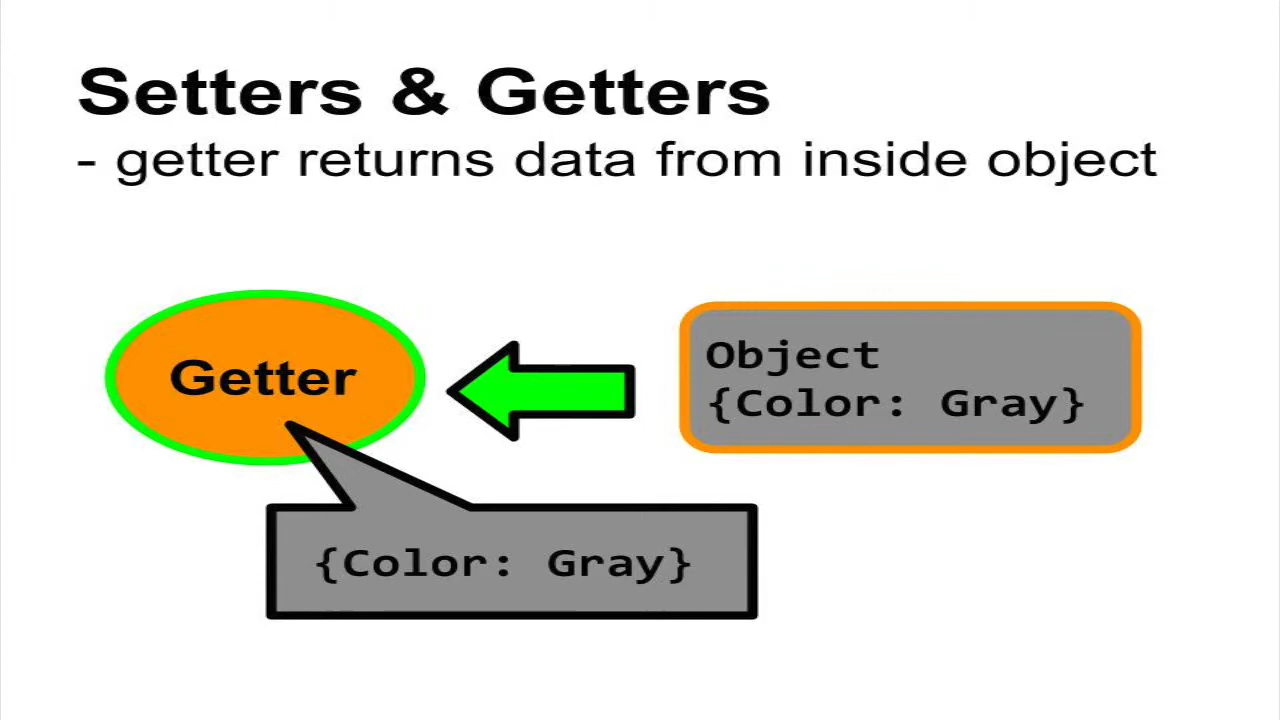 Setters & Getters
- getter returns data from inside object
Getter
Object
{Color: Gray}
{Color: Gray}